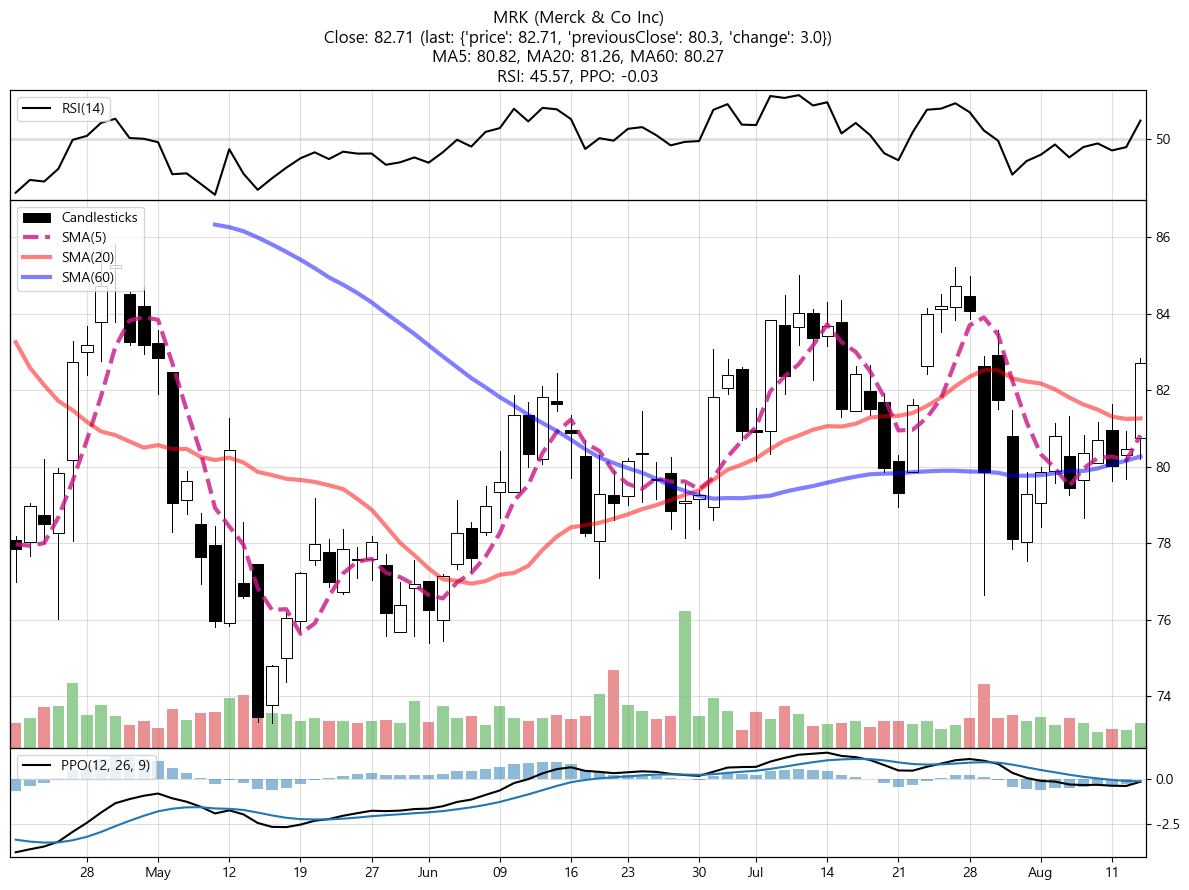 MRK (Merck & Co Inc)
Close: 82.71 (last: {'price': 82.71, 'previousClose': 80.3, 'change': 3.0})
MA5: 80.82, MA20: 81.26, MA60: 80.27
RSI: 45.57, PPO: -0.03
RSI(14)
50
Candlesticks
SMA(5)
SMA(20)
SMA(60)
86
84
82
80
78
76
74
PPO(12, 26, 9)
0.0
-2.5
28 May 12 19 27 Jun 09 16 23 30 Jul 14 21 28 Aug 11